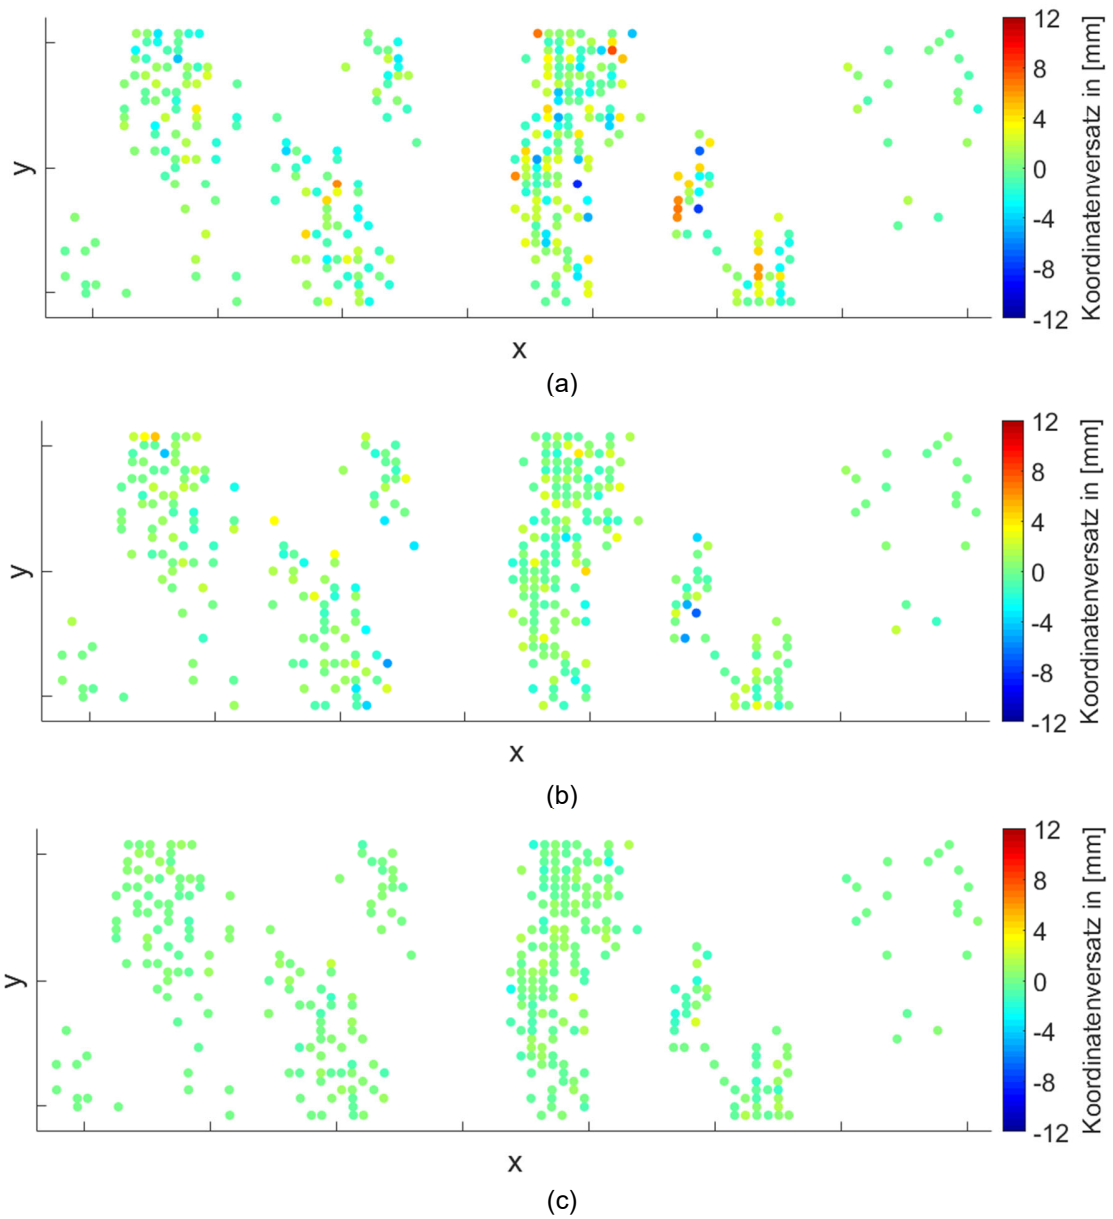 12
8
4
0
-4
-8
-12
Koordinatenversatz in [mm]
y
x
(a)
12
8
4
0
-4
-8
-12
Koordinatenversatz in [mm]
y
x
(b)
12
8
4
0
-4
-8
-12
Koordinatenversatz in [mm]
y
x
(c)